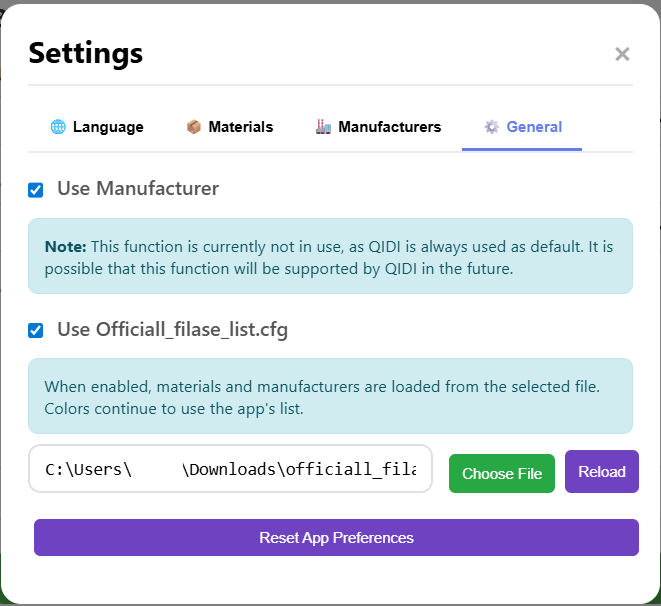 Settings
×
Language Materials Manufacturers General
Use Manufacturer
Note: This function is currently not in use, as QIDI is always used as default. It is
possible that this function will be supported by QIDI in the future.
Use Officiall_filase_list.cfg
When enabled, materials and manufacturers are loaded from the selected file.
Colors continue to use the app's list.
C:\Users\ \Downloads\officiall_fila
Choose File
Reload
Reset App Preferences